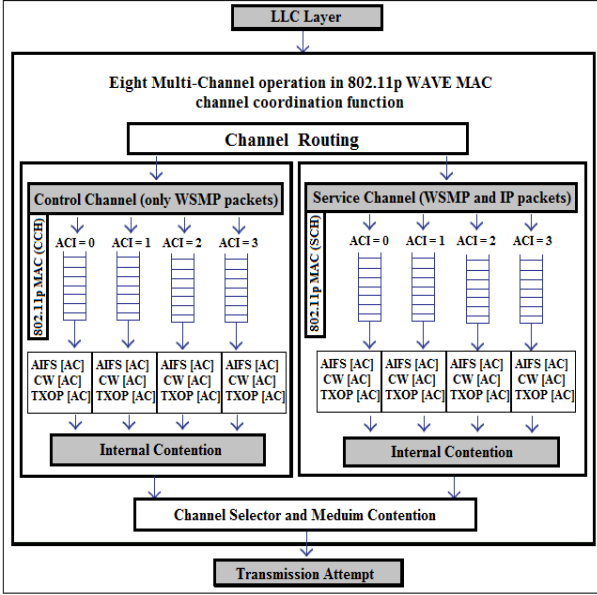 LLC Layer
Eight Multi-Channel operation in 802.11p WAVE MAC
channel coordination function
Channel Routing
Control Channel (only WSMP packets)
802.11p MAC (CCH)
ACI = 0
ACI = 1
ACI = 2
ACI = 3
AIFS [AC]
CW [AC]
TXOP [AC]
AIFS [AC]
CW [AC]
TXOP [AC]
AIFS [AC]
CW [AC]
TXOP [AC]
AIFS [AC]
CW [AC]
TXOP [AC]
Internal Contention
Service Channel (WSMP and IP packets)
802.11p MAC (SCH)
ACI = 0
ACI = 1
ACI = 2
ACI = 3
AIFS [AC]
CW [AC]
TXOP [AC]
AIFS [AC]
CW [AC]
TXOP [AC]
AIFS [AC]
CW [AC]
TXOP [AC]
AIFS [AC]
CW [AC]
TXOP [AC]
Internal Contention
Channel Selector and Meduim Contention
Transmission Attempt